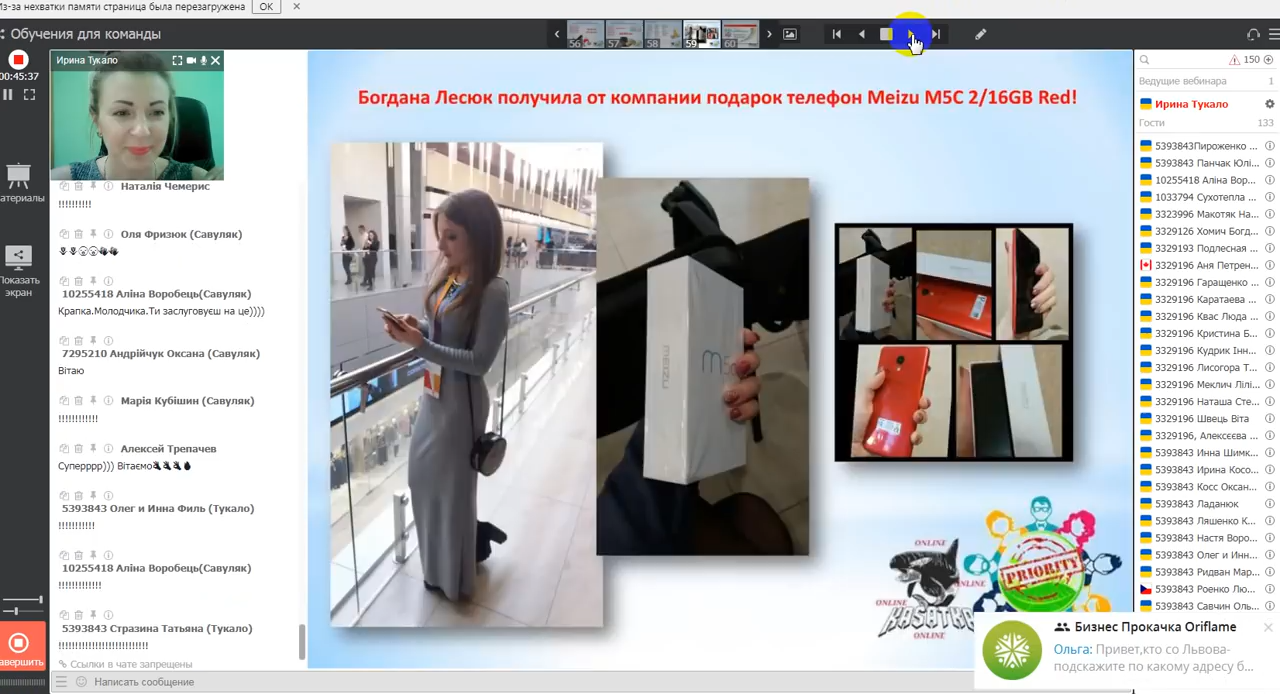 Из-за нехватки памяти страница была перезагружена
OK
Обучения для команды
56
57
58
59
60
00:45:37
атериалы
Показать
экран
авершить
Ирина Тукало
Наталія Чемерис
!!!!!!!!!!
Оля Фризюк (Савуляк)
10255418 Аліна Воробець(Савуляк)
Крапка.Молодчика.Ти заслуговуєш на це))))
7295210 Андрійчук Оксана (Савуляк)
Вітаю
Марія Кубішин (Савуляк)
!!!!!!!!!!!!
Алексей Трепачев
Суперррр))) Вітаємо
5393843 Олег и Инна Филь (Тукало)
!!!!!!!!!!!
10255418 Аліна Воробець(Савуляк)
!!!!!!!!!!!!!
5393843 Стразина Татьяна (Тукало)
!!!!!!!!!!!!!!!!!!!!!!!!!!!
Ссылки в чате запрещены
Написать сообщение
Богдана Лесюк получила от компании подарок телефон Meizu M5C 2/16GB Red!
MEIZU
M5c
ONLINE
ONLINE
ONLINE
KASATKA
ONLINE
PRIORITY
150
Ведущие вебинара 1
Ирина Тукало
Гости 133
5393843Пироженко ...
5393843 Панчак Юлі...
10255418 Аліна Вор...
1033794 Сухотепла ...
3323996 Макотяк На...
3329126 Хомич Богд...
3329193 Подлесная ...
3329196 Аня Петрен...
3329196 Гаращенко ...
3329196 Каратаева ...
3329196 Квас Люда ...
3329196 Кристина Б...
3329196 Кудрик Інн...
3329196 Лисогора Т...
3329196 Меклич Лілі...
3329196 Наташа Сте...
3329196 Швець Віта
3329196, Алексєєва ...
5393843 Инна Шимк...
5393843 Ирина Косо...
5393843 Косс Оксан...
5393843 Ладанюк
5393843 Ляшенко К...
5393843 Настя Воро...
5393843 Олег и Инн...
5393843 Ридван Мар...
5393843 Роенко Лю...
5393843 Савчин Оль...
Бизнес Прокачка Oriflame
Ольга: Привет,кто со Львова-
подскажите по какому адресу б...